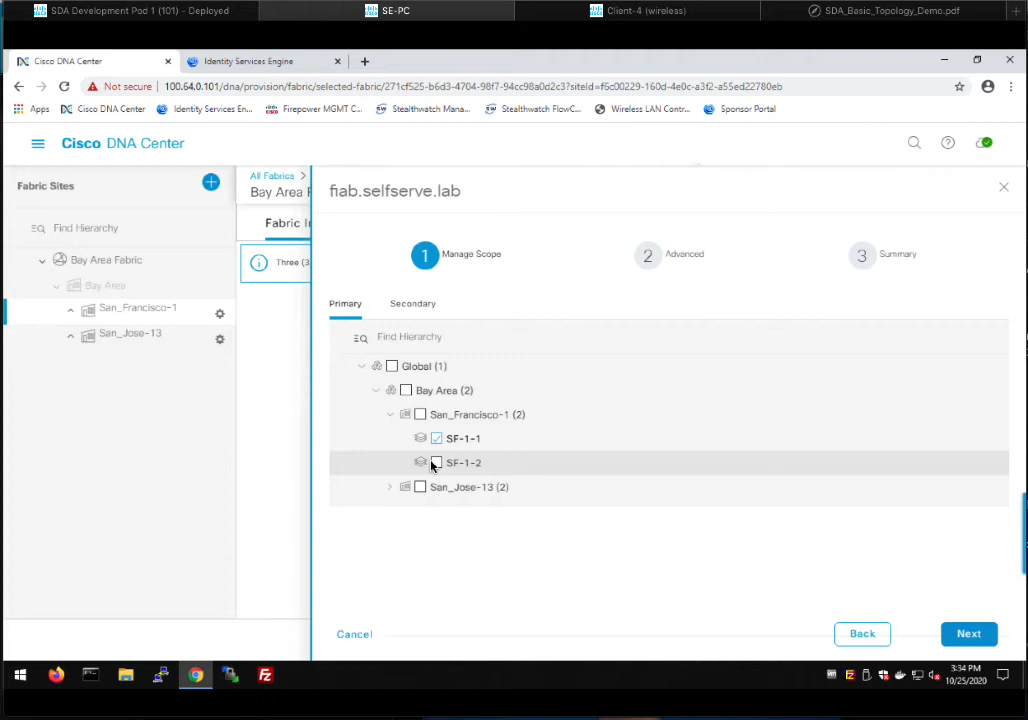 SDA Development Pod 1 (101) - Deployed
SE-PC
Client-4 (wireless)
SDA_Basic_Topology_Demo.pdf
Cisco DNA Center
Identity Services Engine
Not secure
100.64.0.101/dna/provision/fabric/selected-fabric/271cf525-b6d3-4704-98f7-94cc98a0d2c3?siteId=f6c00229-160d-4e0c-a3f2-a55ed22780eb
Apps
Cisco DNA Center
Identity Services En...
Firepower MGMT C...
Stealthwatch Mana...
Stealthwatch FlowC...
Wireless LAN Contr...
Sponsor Portal
Cisco DNA Center
Fabric Sites
All Fabrics >
Bay Area F
fiab.selfserve.lab
Find Hierarchy
Fabric I
1 Manage Scope
2 Advanced
3 Summary
Bay Area Fabric
Three (3
Bay Area
San_Francisco-1
San_Jose-13
Primary
Secondary
Find Hierarchy
Global (1)
Bay Area (2)
San_Francisco-1 (2)
SF-1-1
SF-1-2
San_Jose-13 (2)
Cancel
Back
Next
3:34 PM
10/25/2020